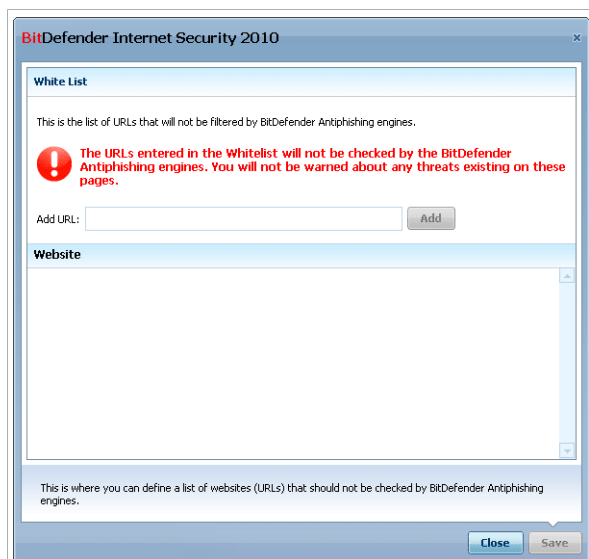 BitDefender Internet Security 2010
White List
This is the list of URLs that will not be filtered by BitDefender Antiphishing engines.
The URLs entered in the Whitelist will not be checked by the BitDefender
Antiphishing engines. You will not be warned about any threats existing on these
pages.
Add URL:
Add
Website
This is where you can define a list of websites (URLs) that should not be checked by BitDefender Antiphishing
engines.
Close
Save